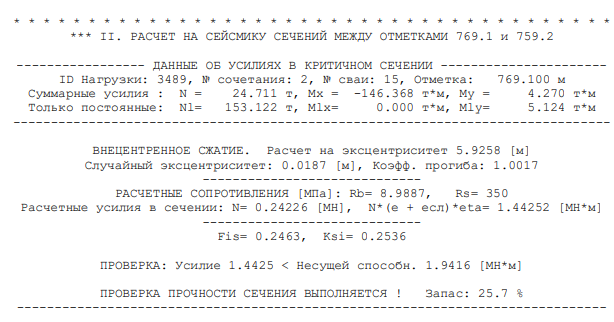 * * * * * * * * * * * * * * * * * * * * * * * * * * * * * * * * * * * * * * *
*** II. РАСЧЕТ НА СЕЙСМИКУ СЕЧЕНИЙ МЕЖДУ ОТМЕТКАМИ 769.1 и 759.2
----------------- ДАННЫЕ ОБ УСИЛИЯХ В КРИТИЧНОМ СЕЧЕНИИ ----------------------
ID Нагрузки: 3489, № сочетания: 2, № сваи: 15, Отметка: 769.100 м
Суммарные усилия : N = 24.711 т, Mx = -146.368 т*м, My = 4.270 т*м
Только постоянные: Nl= 153.122 т, Mlx= 0.000 т*м, Mly= 5.124 т*м
------------------------------------------------------------------------------
ВНЕЦЕНТРЕННОЕ СЖАТИЕ. Расчет на эксцентриситет 5.9258 [м]
Случайный эксцентриситет: 0.0187 [м], Коэфф. прогиба: 1.0017
-----------------------------
РАСЧЕТНЫЕ СОПРОТИВЛЕНИЯ [МПа]: Rb= 8.9887, Rs= 350
Расчетные усилия в сечении: N= 0.24226 [МН], N*(e + eсл)*eta= 1.44252 [МН*м]
-----------------------------
Fis= 0.2463, Ksi= 0.2536
ПРОВЕРКА: Усилие 1.4425 < Несущей способн. 1.9416 [МН*м]
ПРОВЕРКА ПРОЧНОСТИ СЕЧЕНИЯ ВЫПОЛНЯЕТСЯ ! Запас: 25.7 %
------------------------------------------------------------------------------